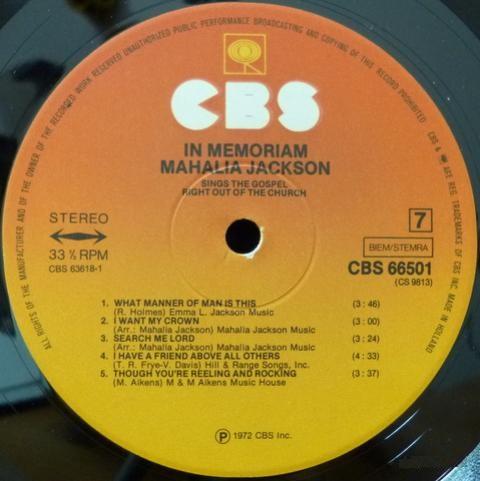 ALL RIGHTS OF THE MANUFACTURER AND OF THE OWNER OF THE RECORDED WORK RESERVED UNAUTHORIZED PUBLIC PERFORMANCE BROADCASTING AND COPYING OF THIS RECORD PROHIBITED
CBS & ARE REG. TRADEMARKS OF CBS INC. MADE IN HOLLAND
CBS
IN MEMORIAM
MAHALIA JACKSON
SINGS THE GOSPEL
RIGHT OUT OF THE CHURCH
STEREO
33 ⅓ RPM
CBS 63618-1
7
BIEM/STEMRA
CBS 66501
(CS 9813)
1. WHAT MANNER OF MAN IS THIS (3 : 46)
(R. Holmes) Emma L. Jackson Music
2. I WANT MY CROWN (3 : 00)
(Arr.: Mahalia Jackson) Mahalia Jackson Music
3. SEARCH ME LORD (3 : 24)
(Arr.: Mahalia Jackson) Mahalia Jackson Music
4. I HAVE A FRIEND ABOVE ALL OTHERS (4 : 33)
(T. R. Frye-V. Davis) Hill & Range Songs, Inc.
5. THOUGH YOU'RE REELING AND ROCKING (3 : 37)
(M. Aikens) M & M Aikens Music House
Ⓟ 1972 CBS Inc.